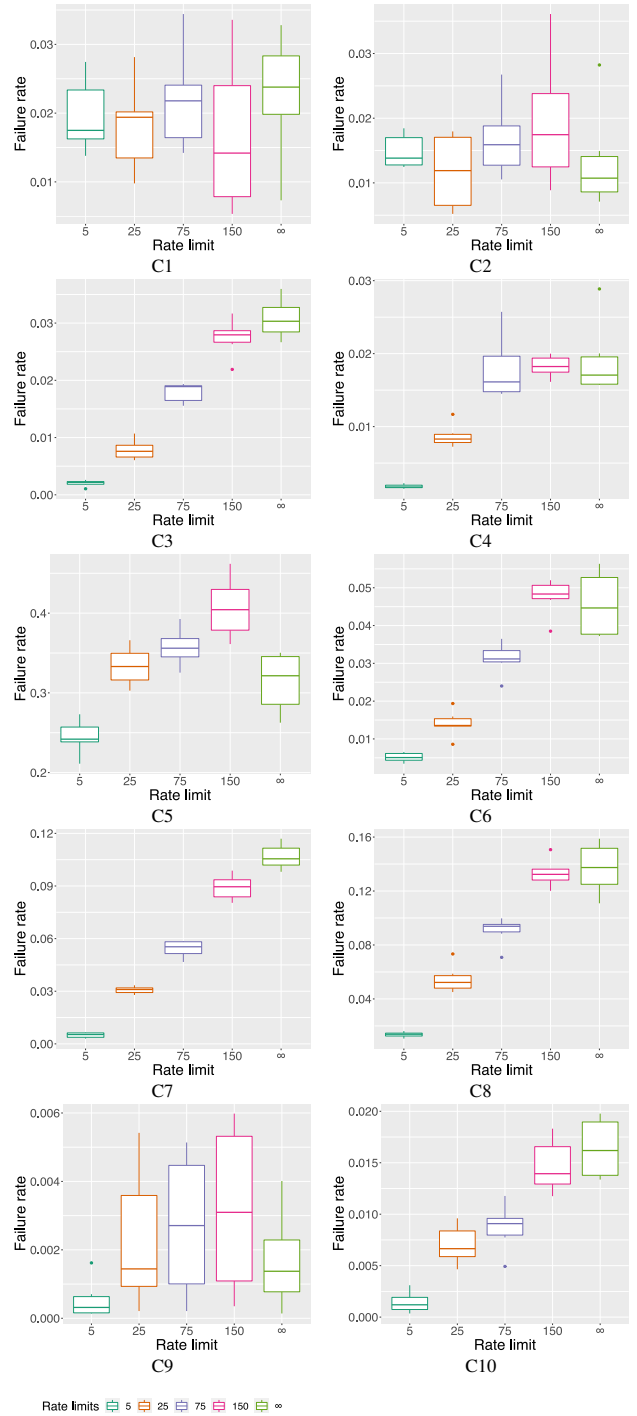 Failure rate
0.03
0.02
0.01
5 25 75 150 ∞
Rate limit
C1
Failure rate
0.03
0.02
0.01
5 25 75 150 ∞
Rate limit
C2
Failure rate
0.03
0.02
0.01
0.00
5 25 75 150 ∞
Rate limit
C3
Failure rate
0.03
0.02
0.01
5 25 75 150 ∞
Rate limit
C4
Failure rate
0.4
0.3
0.2
5 25 75 150 ∞
Rate limit
C5
Failure rate
0.05
0.04
0.03
0.02
0.01
5 25 75 150 ∞
Rate limit
C6
Failure rate
0.12
0.09
0.06
0.03
0.00
5 25 75 150 ∞
Rate limit
C7
Failure rate
0.16
0.12
0.08
0.04
5 25 75 150 ∞
Rate limit
C8
Failure rate
0.006
0.004
0.002
0.000
5 25 75 150 ∞
Rate limit
C9
Failure rate
0.020
0.015
0.010
0.005
0.000
5 25 75 150 ∞
Rate limit
C10
Rate limits 5 25 75 150 ∞